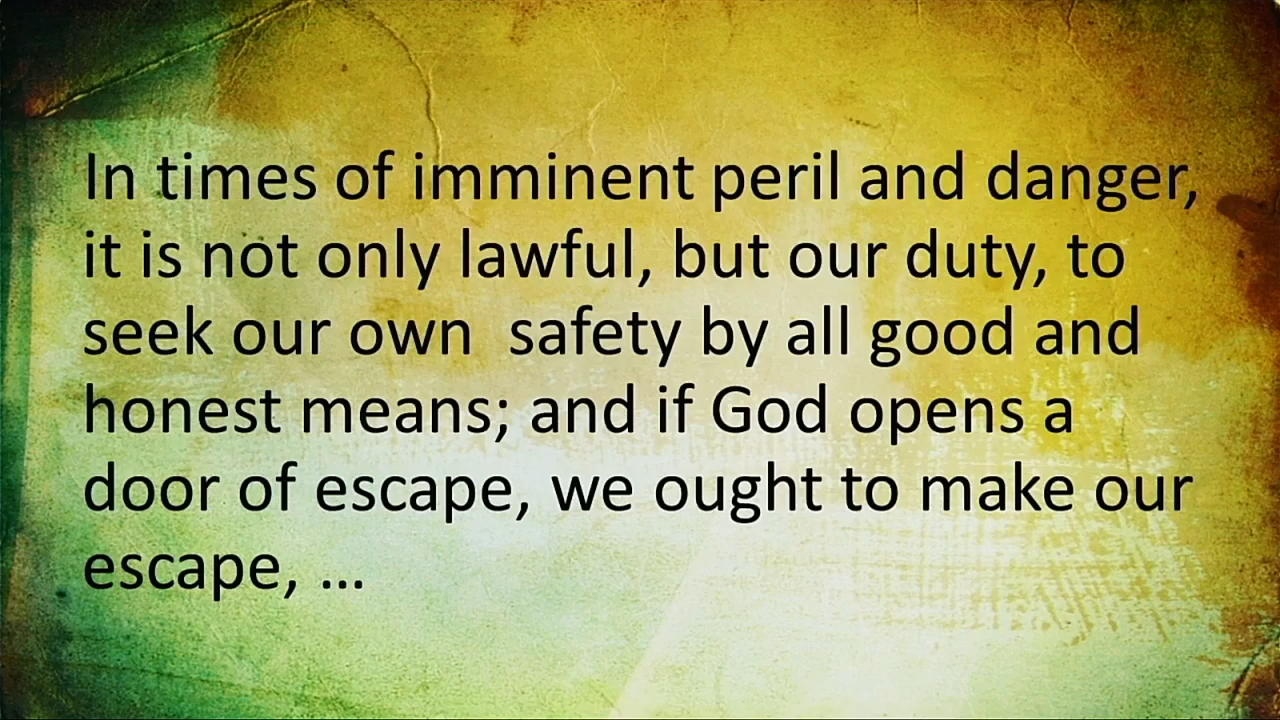 In times of imminent peril and danger,
it is not only lawful, but our duty, to
seek our own  safety by all good and
honest means; and if God opens a
door of escape, we ought to make our
escape, ...